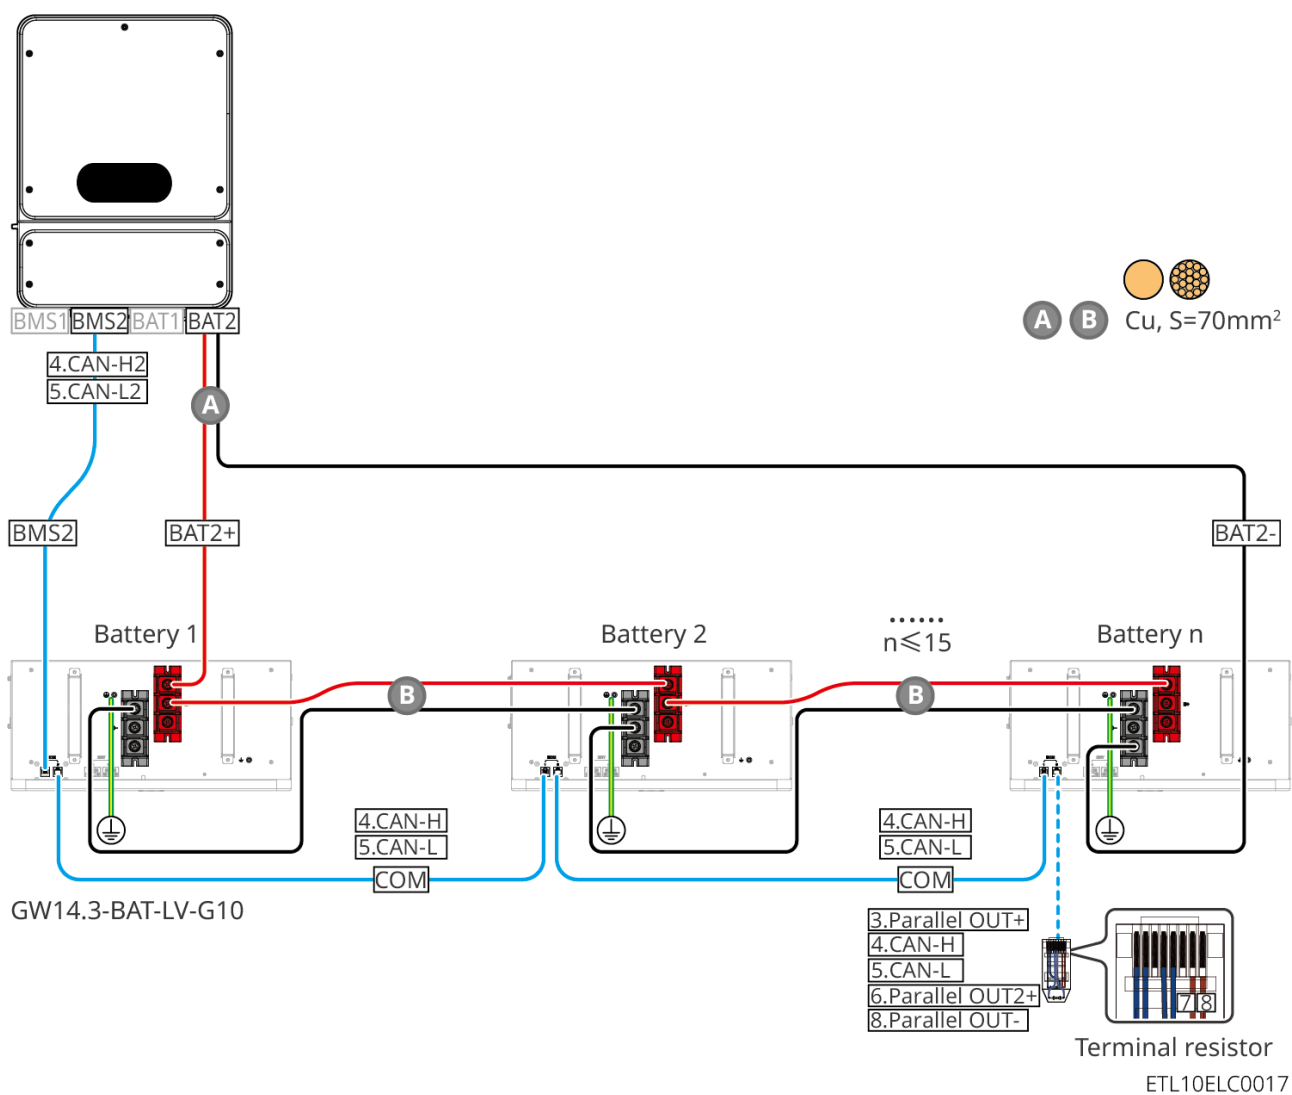 BMS1 BMS2 BAT1 BAT2
4.CAN-H2
5.CAN-L2
A
A B Cu, S=70mm²
BMS2 BAT2+ BAT2-
Battery 1 Battery 2 ...... Battery n
n⩽15
B B
4.CAN-H 4.CAN-H
5.CAN-L 5.CAN-L
COM COM
GW14.3-BAT-LV-G10
3.Parallel OUT+
4.CAN-H
5.CAN-L
6.Parallel OUT2+
8.Parallel OUT-
7 8
Terminal resistor
ETL10ELC0017